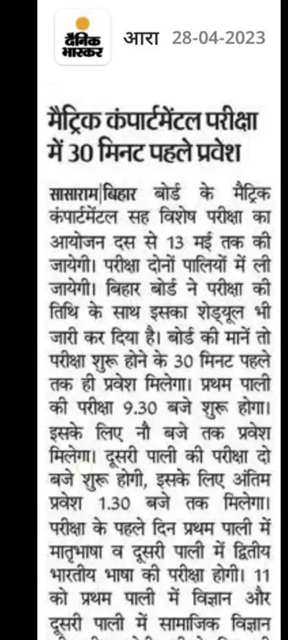 दैनिक
भास्कर
आरा 28-04-2023
मैट्रिक कंपार्टमेंटल परीक्षा
में 30 मिनट पहले प्रवेश
सासाराम|बिहार बोर्ड के मैट्रिक
कंपार्टमेंटल सह विशेष परीक्षा का
आयोजन दस से 13 मई तक की
जायेगी। परीक्षा दोनों पालियों में ली
जायेगी। बिहार बोर्ड ने परीक्षा की
तिथि के साथ इसका शेड्यूल भी
जारी कर दिया है। बोर्ड की मानें तो
परीक्षा शुरू होने के 30 मिनट पहले
तक ही प्रवेश मिलेगा। प्रथम पाली
की परीक्षा 9.30 बजे शुरू होगा।
इसके लिए नौ बजे तक प्रवेश
मिलेगा। दूसरी पाली की परीक्षा दो
बजे शुरू होगी, इसके लिए अंतिम
प्रवेश 1.30 बजे तक मिलेगा।
परीक्षा के पहले दिन प्रथम पाली में
मातृभाषा व दूसरी पाली में द्वितीय
भारतीय भाषा की परीक्षा होगी। 11
को प्रथम पाली में विज्ञान और
दूसरी पाली में सामाजिक विज्ञान